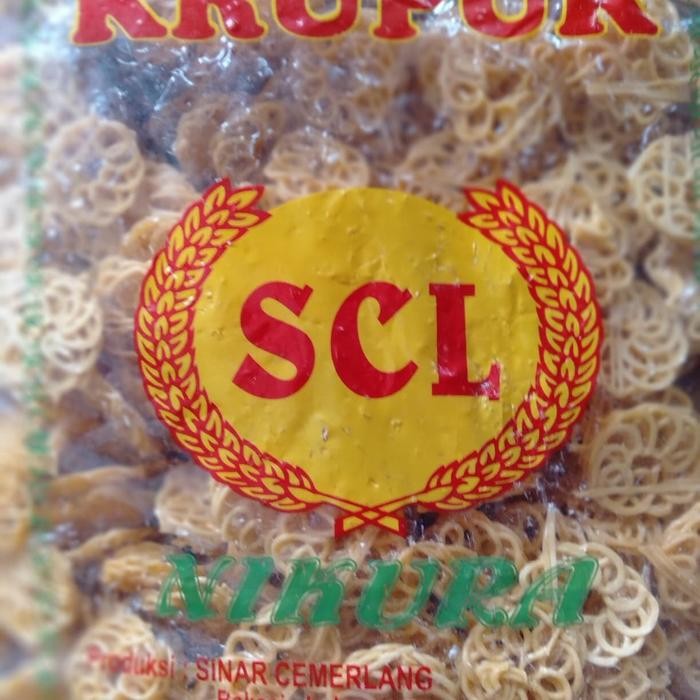 KRUPUK
SCL
NIKURA
Produksi : SINAR CEMERLANG